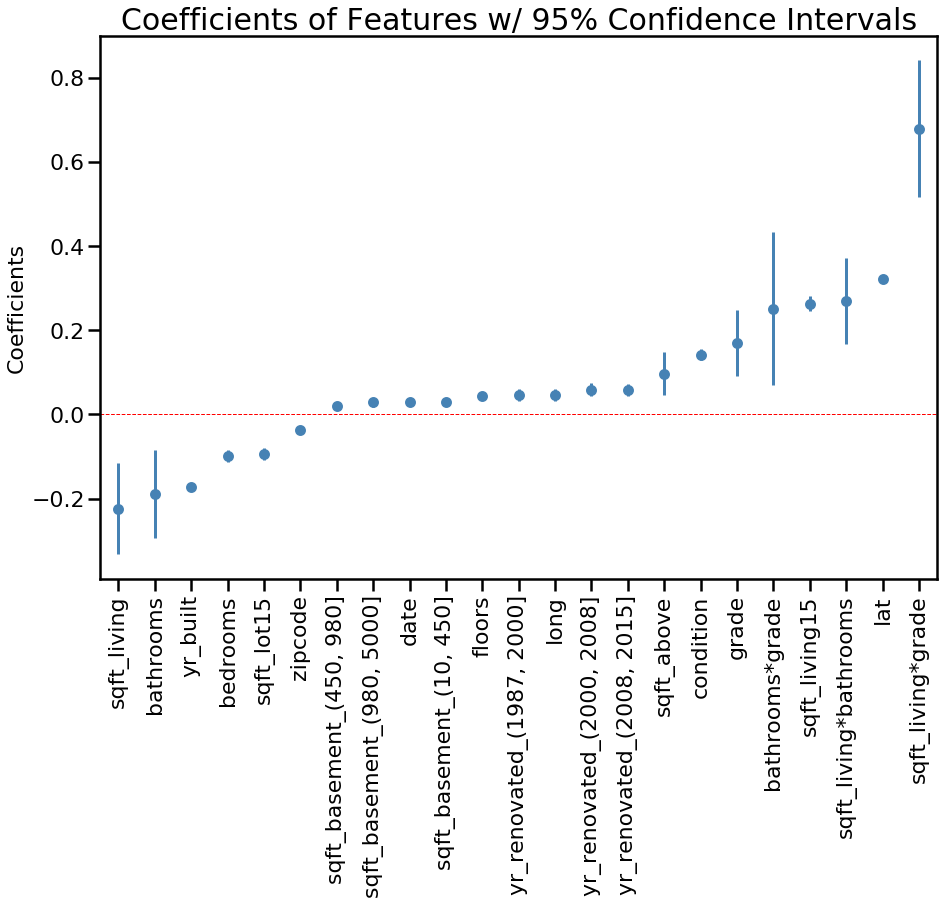 Coefficients of Features w/ 95% Confidence Intervals
Coefficients
0.8
0.6
0.4
0.2
0.0
−0.2
sqft_living
bathrooms
yr_built
bedrooms
sqft_lot15
zipcode
sqft_basement_(450, 980]
sqft_basement_(980, 5000]
date
sqft_basement_(10, 450]
floors
yr_renovated_(1987, 2000]
long
yr_renovated_(2000, 2008]
yr_renovated_(2008, 2015]
sqft_above
condition
grade
bathrooms*grade
sqft_living15
sqft_living*bathrooms
lat
sqft_living*grade